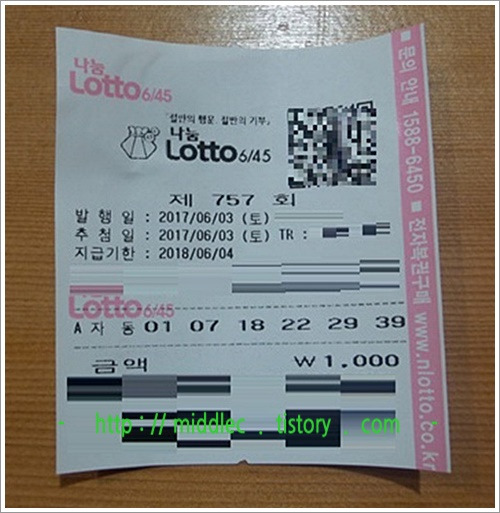 나눔
Lotto 6/45
"절반의 행운, 절반의 기부"
나눔
Lotto 6/45
제 757 회
발 행 일 : 2017/06/03 (토)
추 첨 일 : 2017/06/03 (토) TR :
지급기한 : 2018/06/04
Lotto 6/45
A 자 동 01 07 18 22 29 39
금액 ₩1,000
■ 문의 안내 1588-6450 ■ 전자복권구매 www.nlotto.co.kr
http://middlec.tistory.com